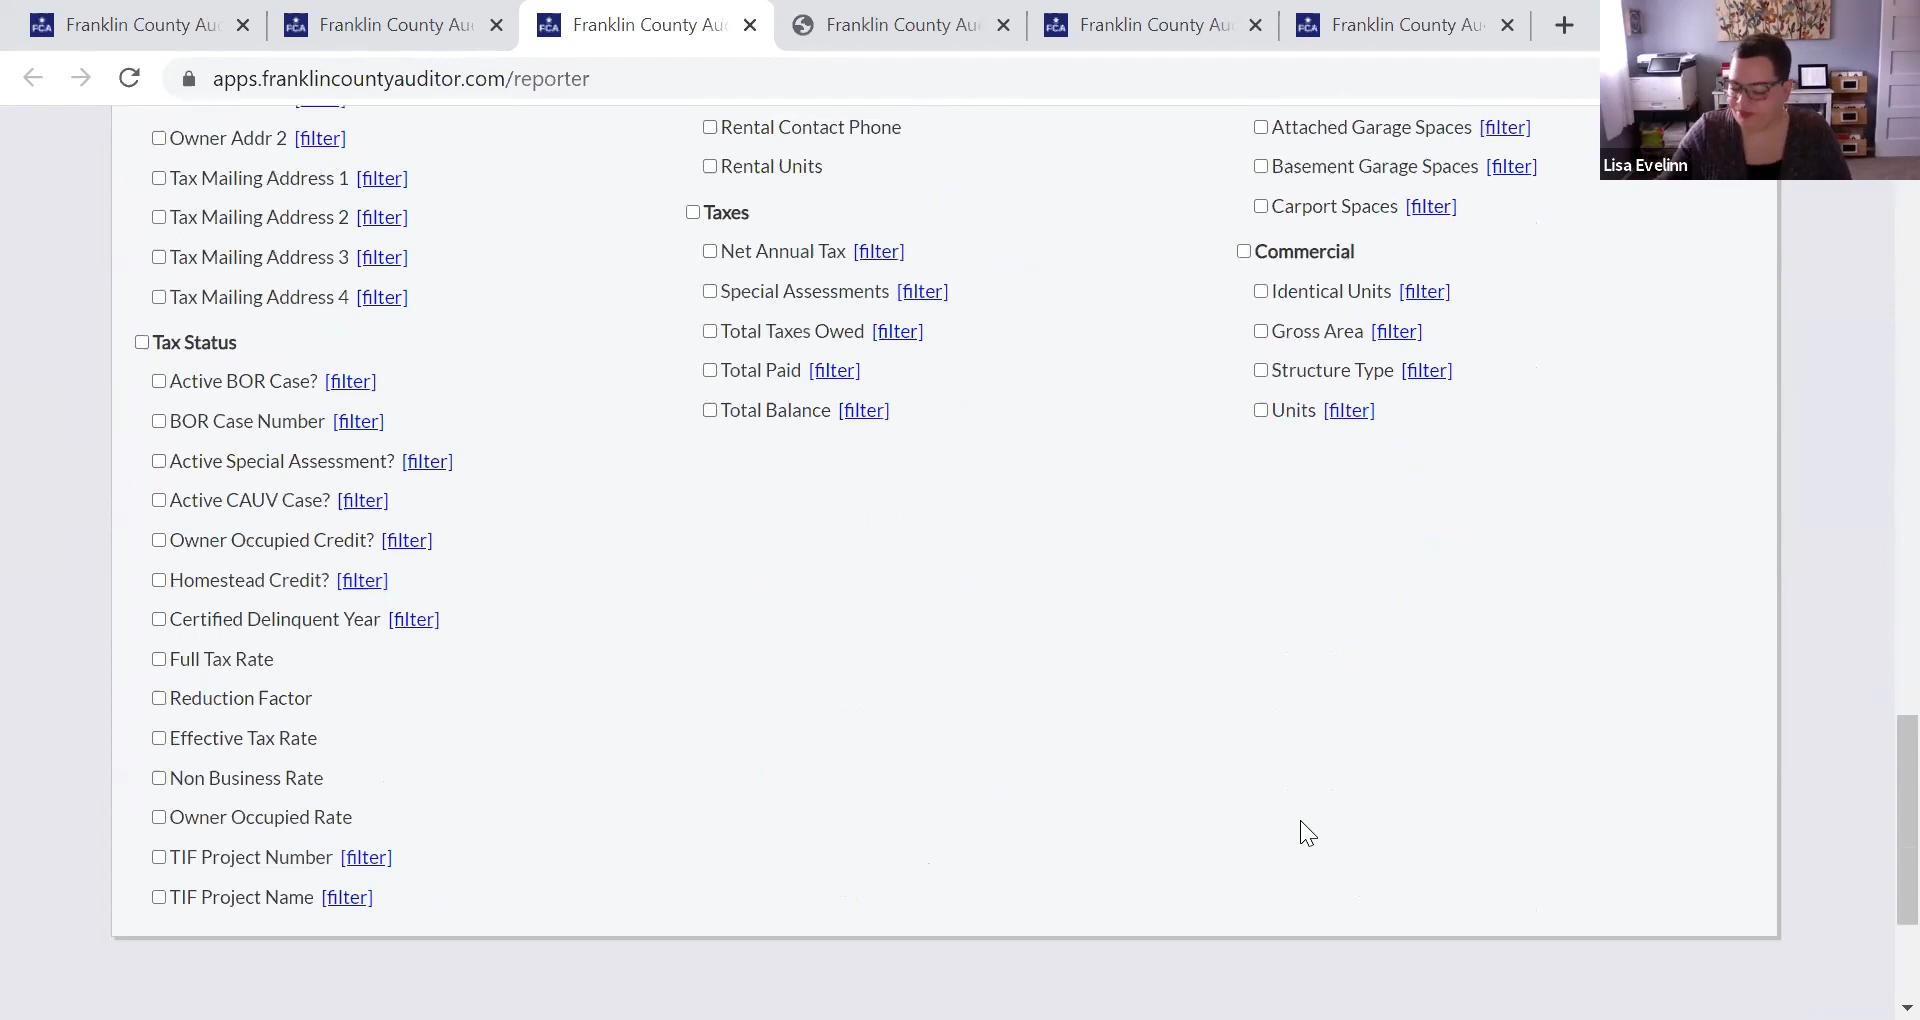 FCA Franklin County Au
FCA Franklin County Au
FCA Franklin County Au
Franklin County Au
FCA Franklin County Au
FCA Franklin County Au
apps.franklincountyauditor.com/reporter
Lisa Evelinn
Owner Addr 2 [filter]
Tax Mailing Address 1 [filter]
Tax Mailing Address 2 [filter]
Tax Mailing Address 3 [filter]
Tax Mailing Address 4 [filter]
Tax Status
Active BOR Case? [filter]
BOR Case Number [filter]
Active Special Assessment? [filter]
Active CAUV Case? [filter]
Owner Occupied Credit? [filter]
Homestead Credit? [filter]
Certified Delinquent Year [filter]
Full Tax Rate
Reduction Factor
Effective Tax Rate
Non Business Rate
Owner Occupied Rate
TIF Project Number [filter]
TIF Project Name [filter]
Rental Contact Phone
Rental Units
Taxes
Net Annual Tax [filter]
Special Assessments [filter]
Total Taxes Owed [filter]
Total Paid [filter]
Total Balance [filter]
Attached Garage Spaces [filter]
Basement Garage Spaces [filter]
Carport Spaces [filter]
Commercial
Identical Units [filter]
Gross Area [filter]
Structure Type [filter]
Units [filter]